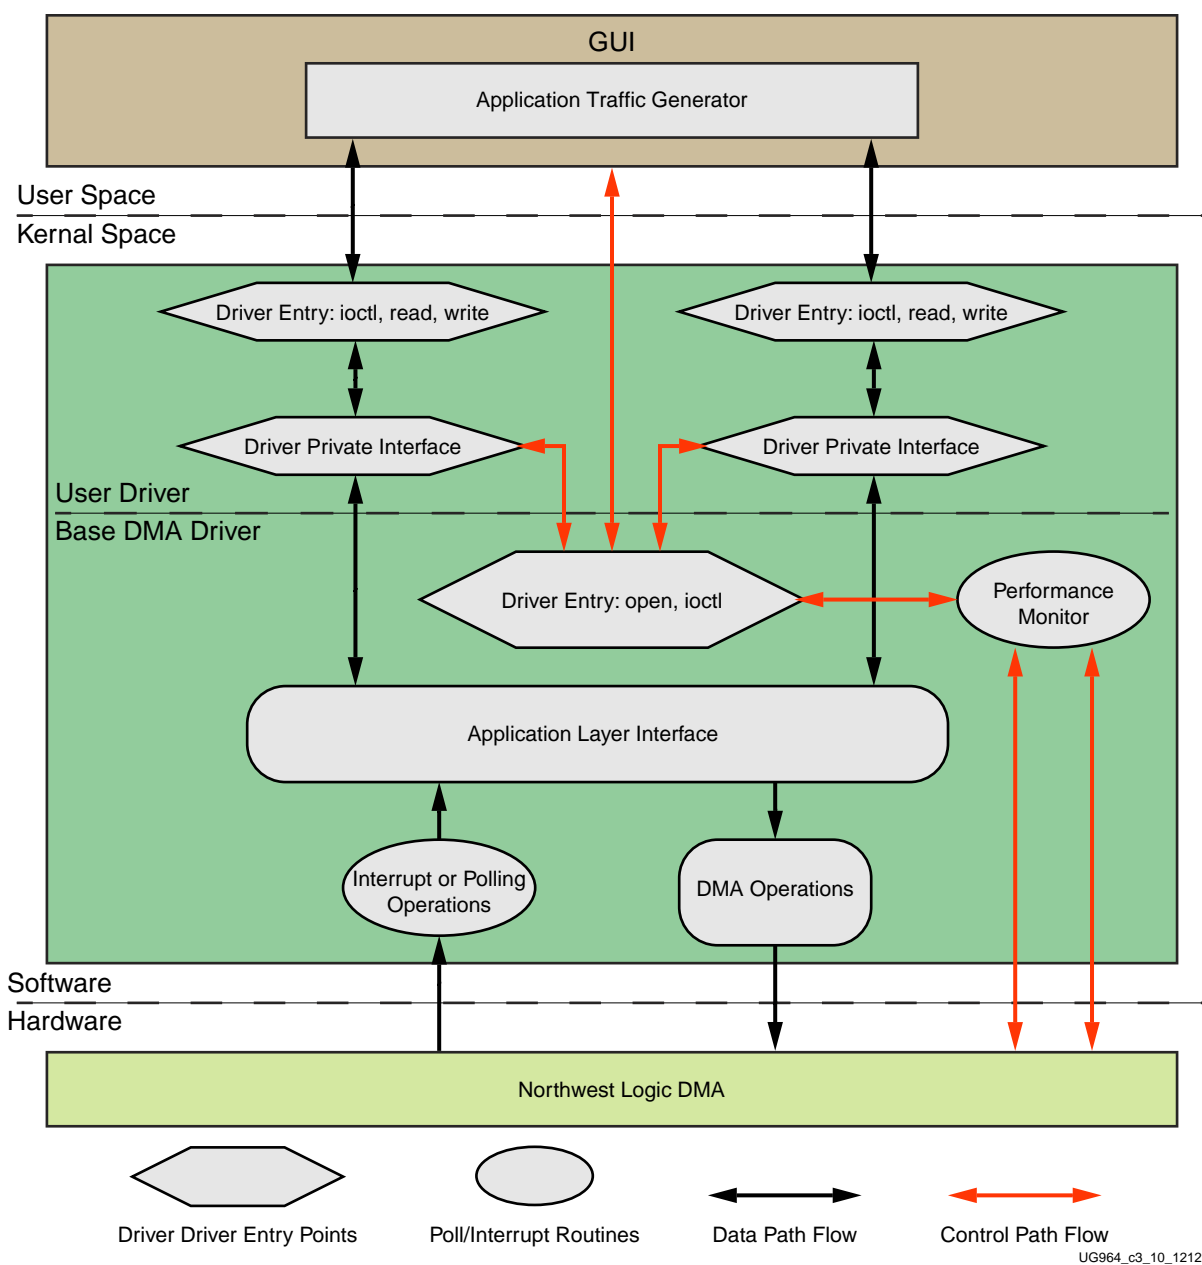 GUI
Application Traffic Generator
User Space
Kernal Space
Driver Entry: ioctl, read, write
Driver Entry: ioctl, read, write
Driver Private Interface
Driver Private Interface
User Driver
Base DMA Driver
Driver Entry: open, ioctl
Performance
Monitor
Application Layer Interface
Interrupt or Polling
Operations
DMA Operations
Software
Hardware
Northwest Logic DMA
Driver Driver Entry Points
Poll/Interrupt Routines
Data Path Flow
Control Path Flow
UG964_c3_10_1212